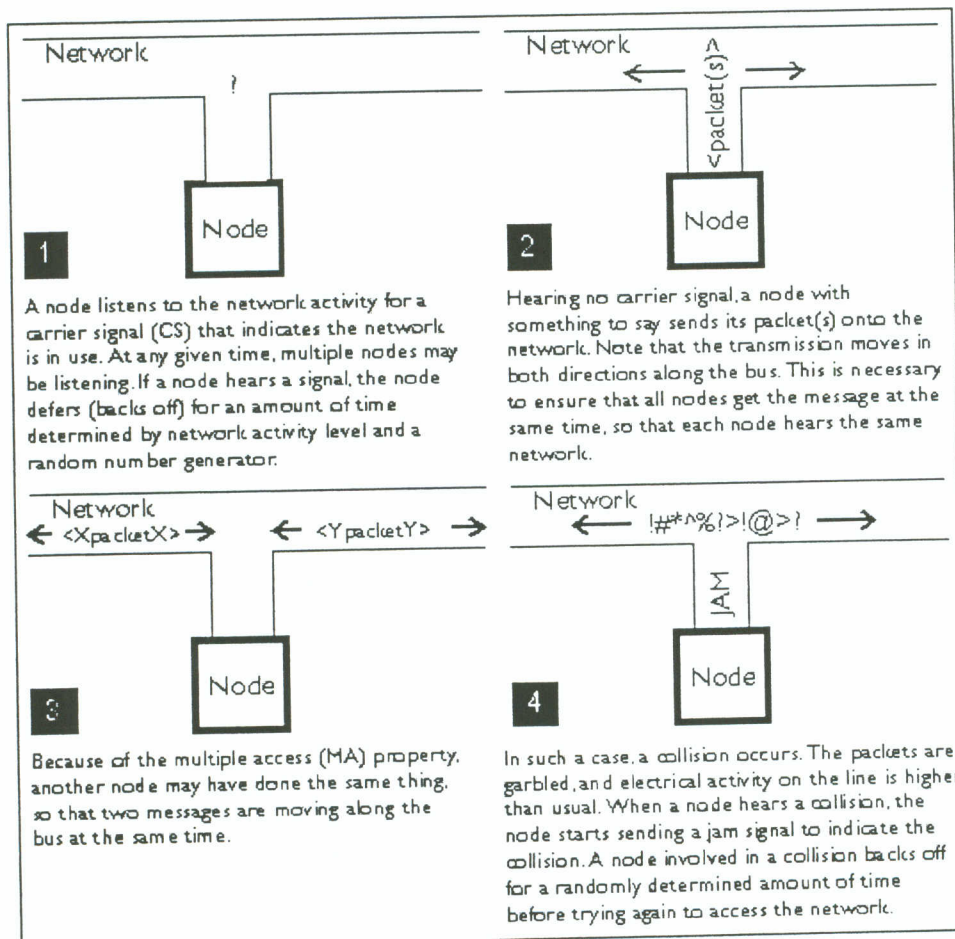 Network
?
Node
1
A node listens to the network activity for a
carrier signal (CS) that indicates the network
is in use. At any given time, multiple nodes may
be listening. If a node hears a signal, the node
defers (backs off) for an amount of time
determined by network activity level and a
random number generator.
Network
<packet(s)>
Node
2
Hearing no carrier signal, a node with
something to say sends its packet(s) onto the
network. Note that the transmission moves in
both directions along the bus. This is necessary
to ensure that all nodes get the message at the
same time, so that each node hears the same
network.
Network
<XpacketX>
<YpacketY>
Node
3
Because of the multiple access (MA) property,
another node may have done the same thing,
so that two messages are moving along the
bus at the same time.
Network
!#*^%?>!@>?
JAM
Node
4
In such a case, a collision occurs. The packets are
garbled, and electrical activity on the line is higher
than usual. When a node hears a collision, the
node starts sending a jam signal to indicate the
collision. A node involved in a collision backs off
for a randomly determined amount of time
before trying again to access the network.